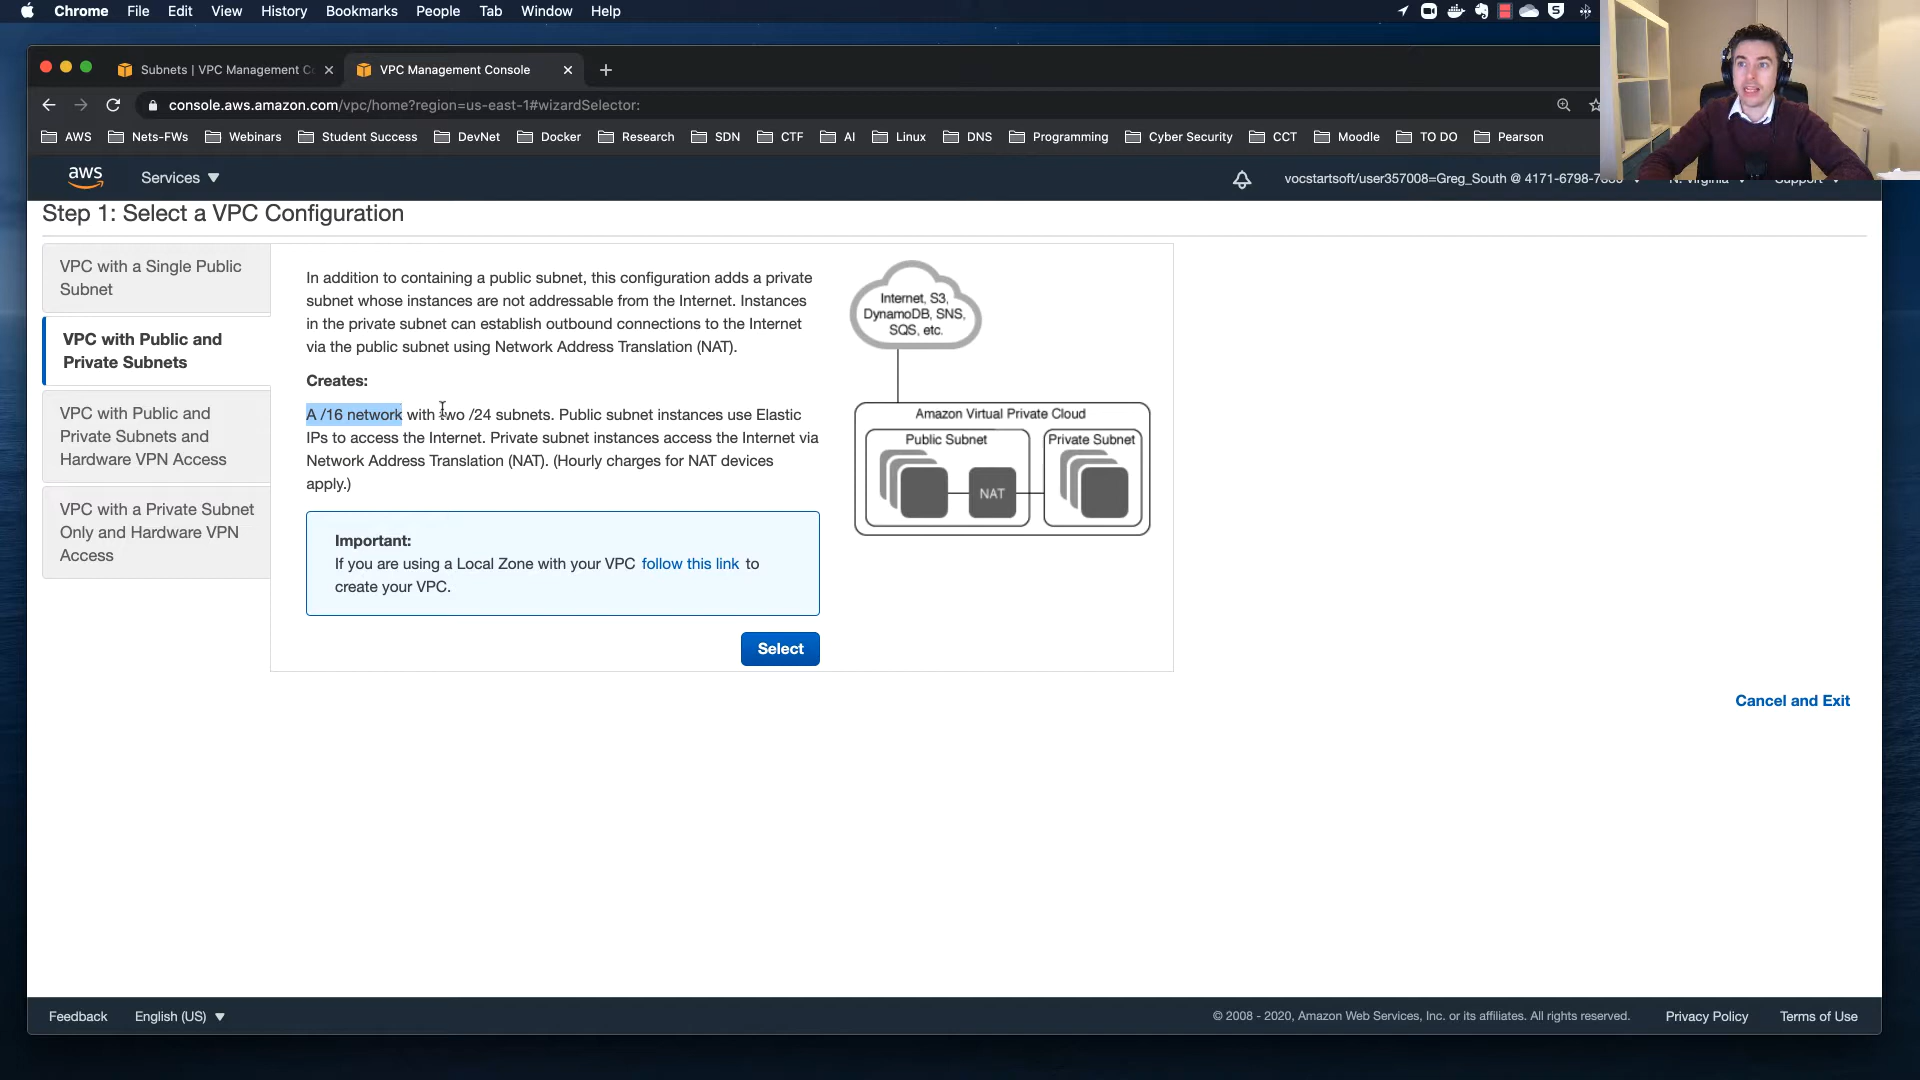 Chrome File Edit View History Bookmarks People Tab Window Help
Subnets | VPC Management C
VPC Management Console
console.aws.amazon.com/vpc/home?region=us-east-1#wizardSelector:
AWS Nets-FWs Webinars Student Success DevNet Docker Research SDN CTF AI Linux DNS Programming Cyber Security CCT Moodle TO DO Pearson
aws Services
vocstartsoft/user357008=Greg_South @ 4171-6798-
N. Virginia Support
Step 1: Select a VPC Configuration
VPC with a Single Public
Subnet
VPC with Public and
Private Subnets
VPC with Public and
Private Subnets and
Hardware VPN Access
VPC with a Private Subnet
Only and Hardware VPN
Access
In addition to containing a public subnet, this configuration adds a private
subnet whose instances are not addressable from the Internet. Instances
in the private subnet can establish outbound connections to the Internet
via the public subnet using Network Address Translation (NAT).
Creates:
A /16 network with two /24 subnets. Public subnet instances use Elastic
IPs to access the Internet. Private subnet instances access the Internet via
Network Address Translation (NAT). (Hourly charges for NAT devices
apply.)
Important:
If you are using a Local Zone with your VPC follow this link to
create your VPC.
Select
Internet, S3,
DynamoDB, SNS,
SQS, etc.
Amazon Virtual Private Cloud
Public Subnet
Private Subnet
NAT
Cancel and Exit
Feedback English (US)
© 2008 - 2020, Amazon Web Services, Inc. or its affiliates. All rights reserved. Privacy Policy Terms of Use